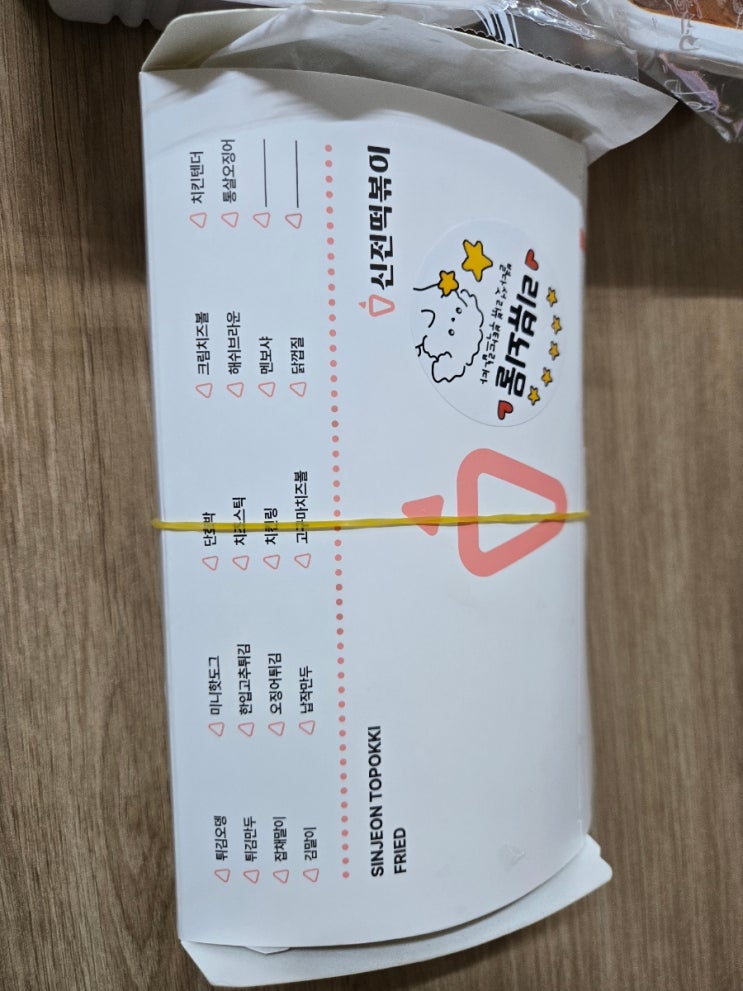 튀김오뎅 미니핫도그 단호박 크림치즈볼 치킨텐더
튀김만두 한입고추튀김 치즈스틱 해쉬브라운 통살오징어
잡채말이 오징어튀김 치킨링 멘보샤
김말이 납작만두 고구마치즈볼 닭껍질
신전떡볶이
SINJEON TOPOKKI
FRIED